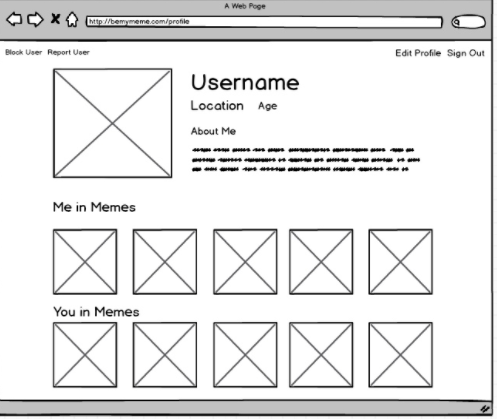 A Web Page
http://bemymeme.com/profile
Block User Report User Edit Profile Sign Out
Username
Location Age
About Me
Me in Memes
You in Memes